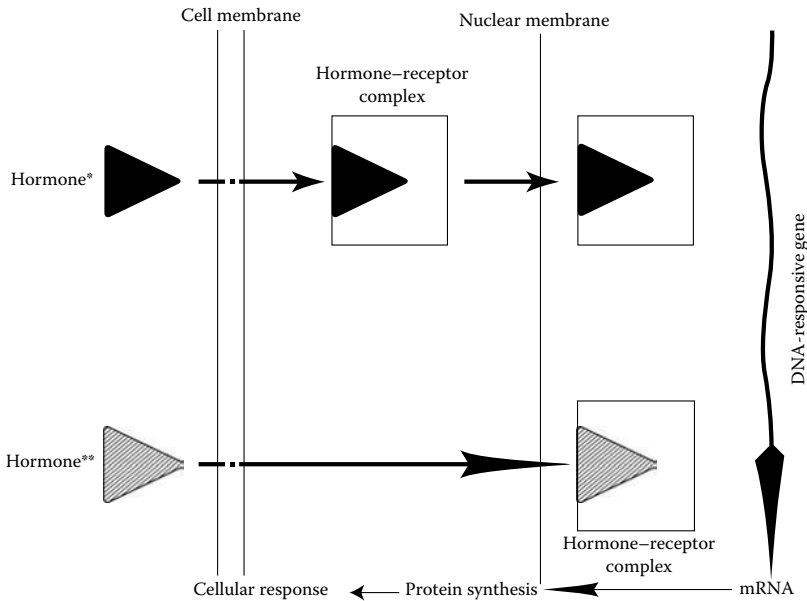 Cell membrane
Nuclear membrane
Hormone–receptor
complex
Hormone*
DNA-responsive gene
Hormone**
Hormone–receptor
complex
Cellular response
Protein synthesis
mRNA